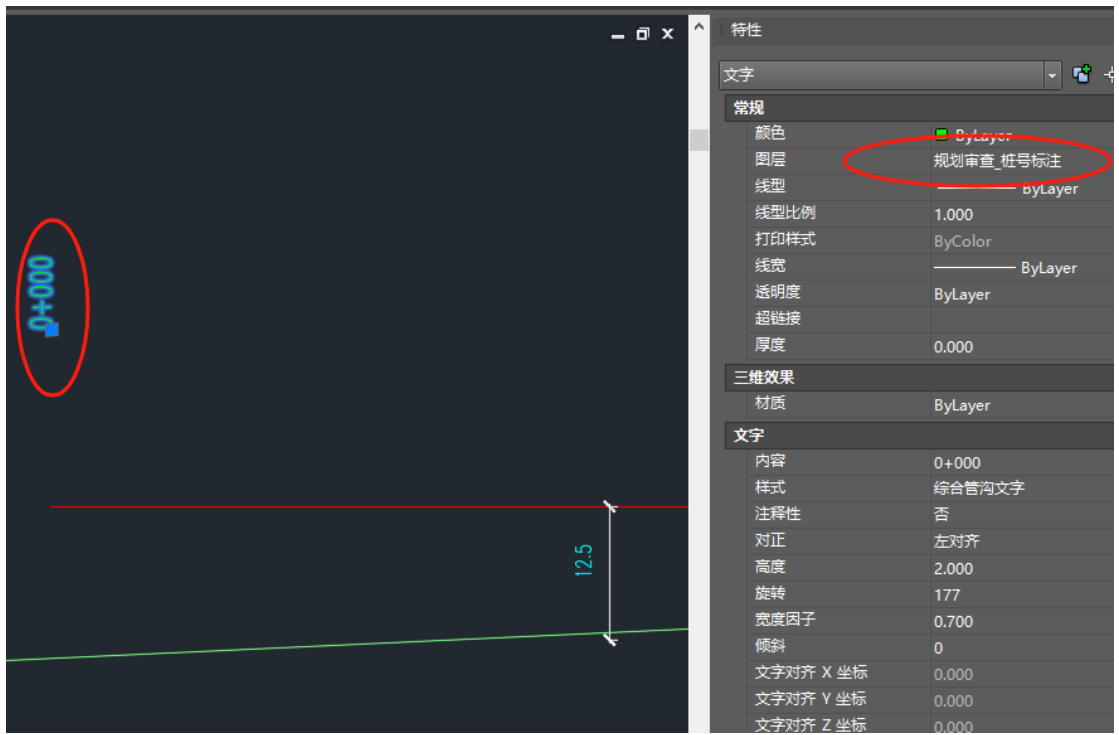 特性
文字
常规
颜色 ByLayer
图层 规划审查_桩号标注
线型 ByLayer
线型比例 1.000
打印样式 ByColor
线宽 ByLayer
透明度 ByLayer
超链接
厚度 0.000
三维效果
材质 ByLayer
文字
内容 0+000
样式 综合管沟文字
注释性 否
对正 左对齐
高度 2.000
旋转 177
宽度因子 0.700
倾斜 0
文字对齐 X 坐标 0.000
文字对齐 Y 坐标 0.000
文字对齐 Z 坐标 0.000
0+000
12.5